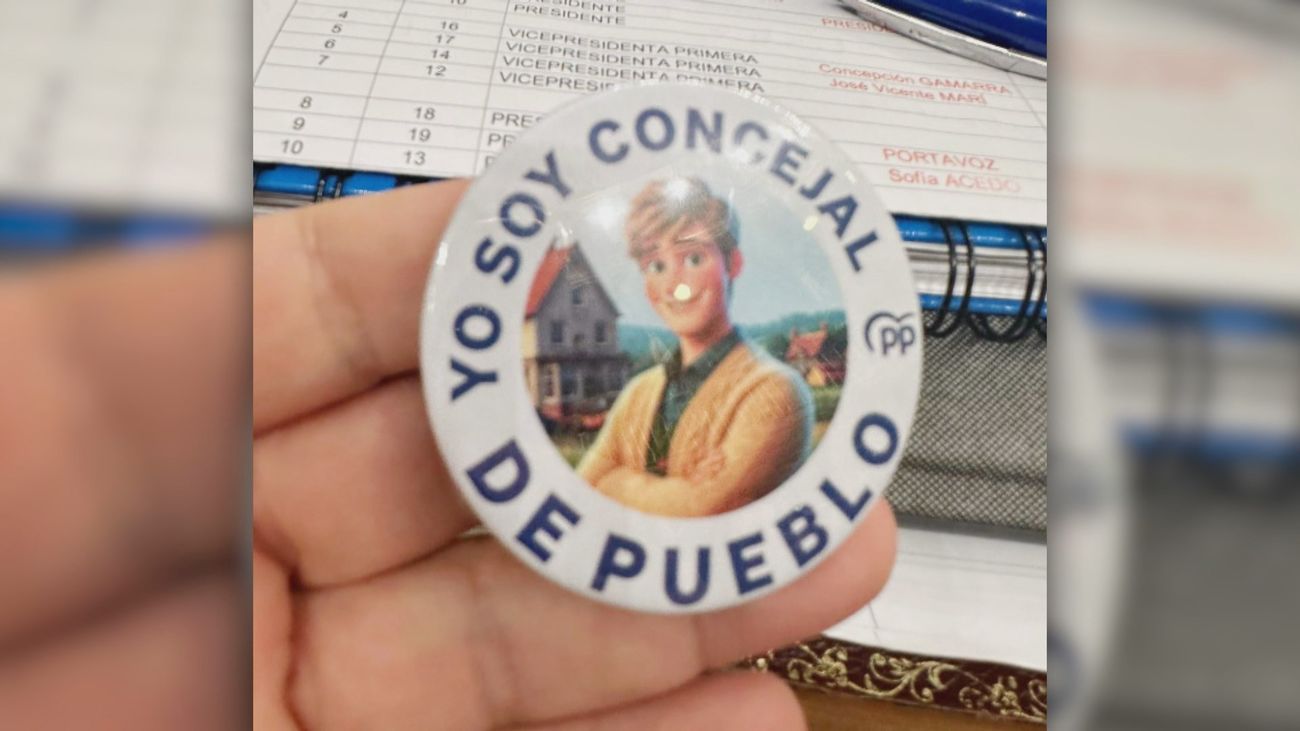 10
PRESIDENTE
PRESIDENTE
4
16
5
17
VICEPRESIDENTA PRIMERA
6
14
VICEPRESIDENTA PRIMERA
7
12
VICEPRESIDENTA PRIMERA
Concepción GAMARRA
José Vicente MARÍ
8
18
9
19
10
13
PORTAVOZ
Sofía ACEDO
YO SOY CONCEJAL
DE PUEBLO
PP